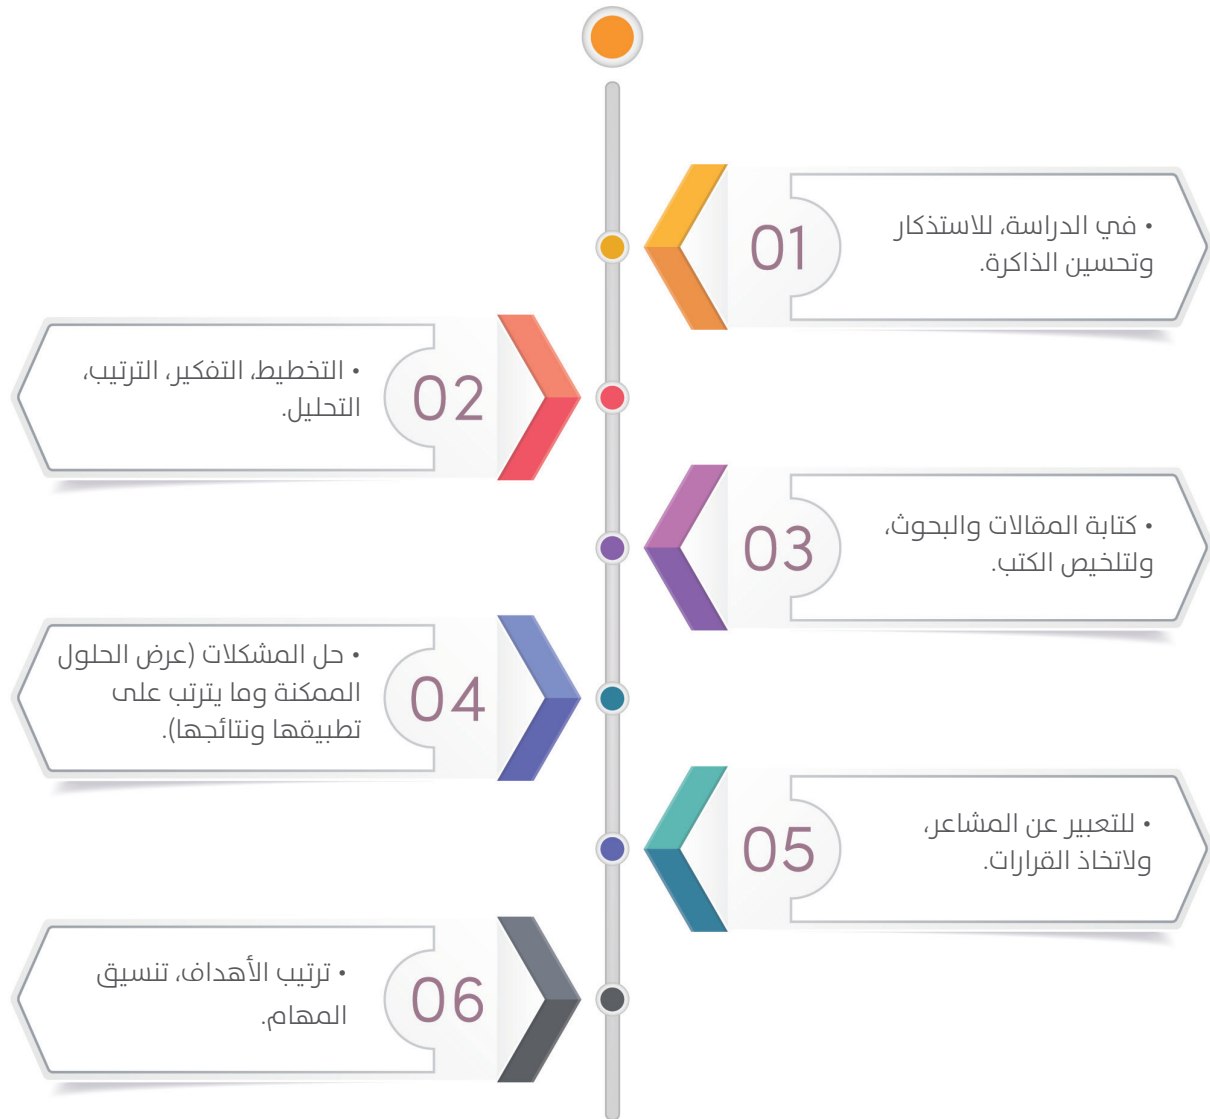 01
• في الدراسة، للاستذكار
وتحسين الذاكرة.
02
• التخطيط، التفكير، الترتيب،
التحليل.
03
• كتابة المقالات والبحوث،
ولتلخيص الكتب.
04
• حل المشكلات (عرض الحلول
الممكنة وما يترتب على
تطبيقها ونتائجها).
05
• للتعبير عن المشاعر،
ولاتخاذ القرارات.
06
• ترتيب الأهداف، تنسيق
المهام.